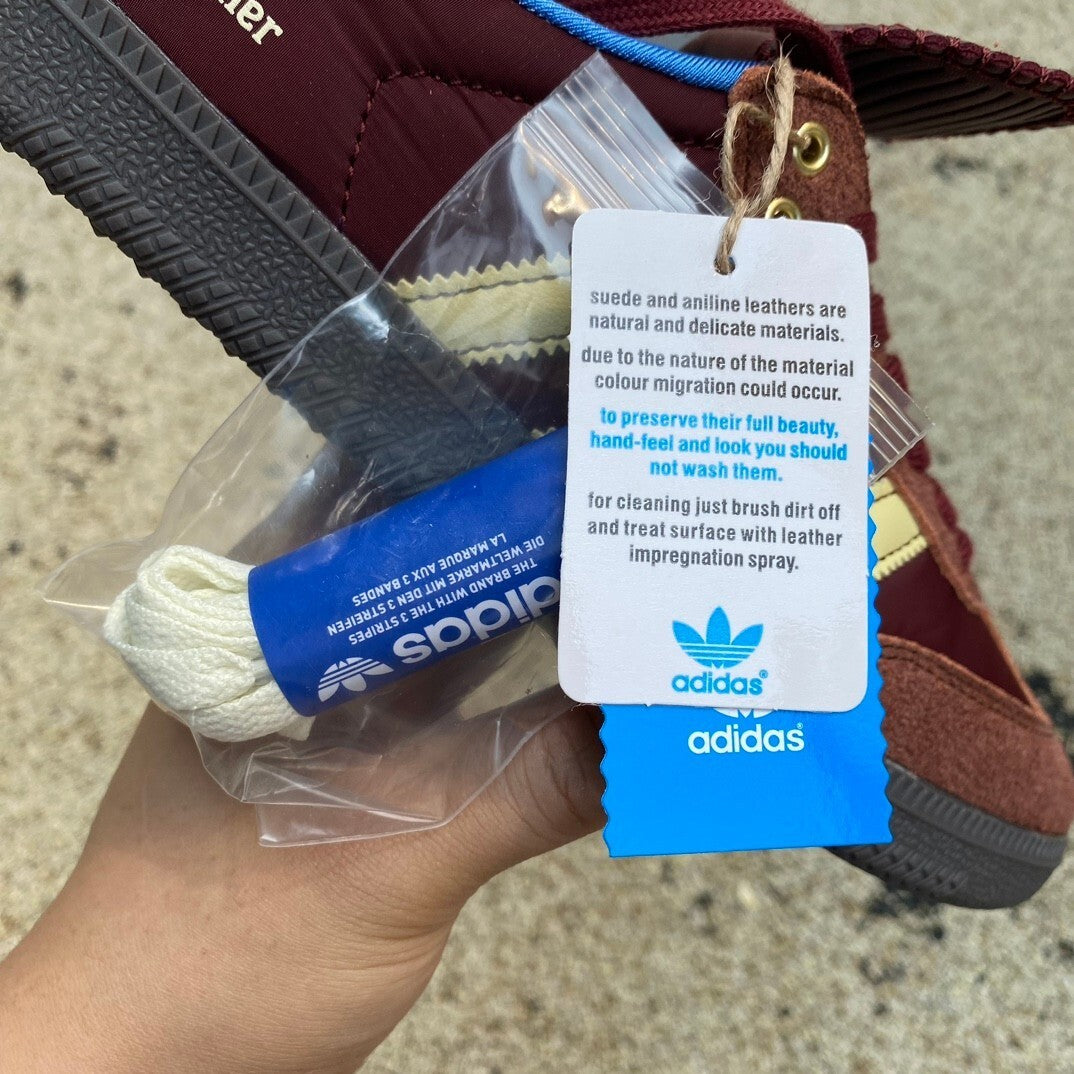 suede and aniline leathers are
natural and delicate materials.
due to the nature of the material
colour migration could occur.
to preserve their full beauty,
hand-feel and look you should
not wash them.
for cleaning just brush dirt off
and treat surface with leather
impregnation spray.
adidas®
adidas®
adidas
THE BRAND WITH THE 3 STRIPES
DIE WELTMARKE MIT DEN 3 STREIFEN
LA MARQUE AUX 3 BANDES